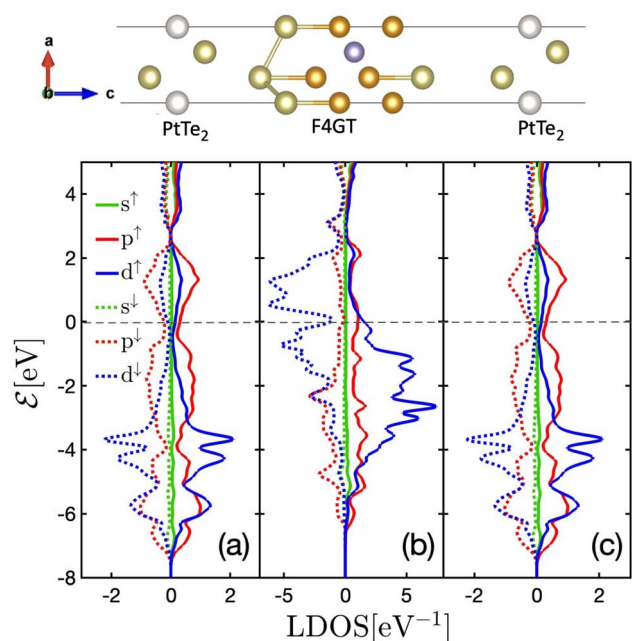 a
b
c
PtTe₂
F4GT
PtTe₂
4
2
0
-2
-4
-6
-8
ℰ[eV]
s↑
p↑
d↑
s↓
p↓
d↓
(a)
(b)
(c)
-2 0 2
-5 0 5
-2 0 2
LDOS[eV⁻¹]